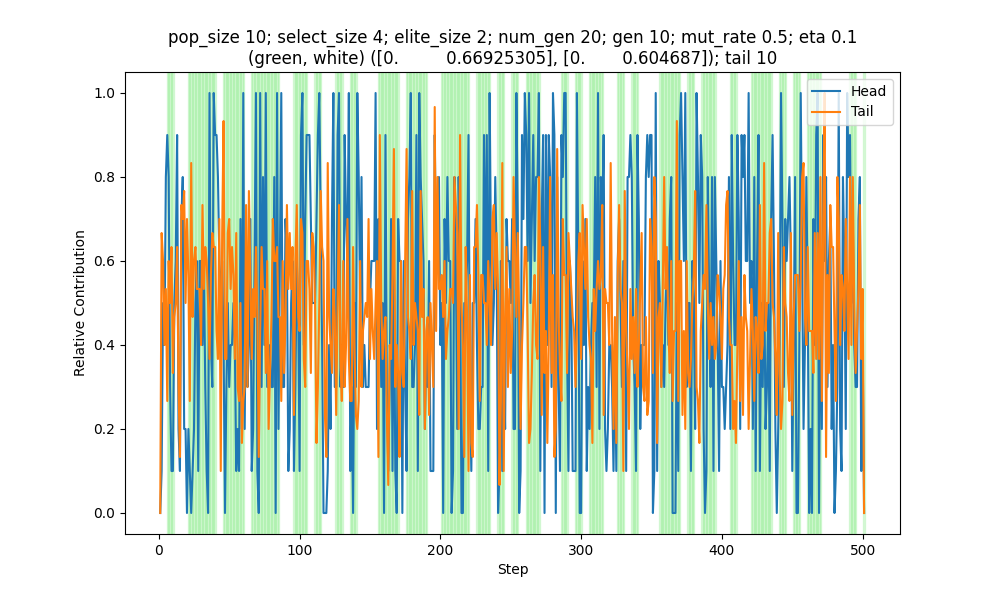 pop_size 10; select_size 4; elite_size 2; num_gen 20; gen 10; mut_rate 0.5; eta 0.1
(green, white) ([0. 0.66925305], [0. 0.604687]); tail 10
Head
Tail
Relative Contribution
1.0
0.8
0.6
0.4
0.2
0.0
0
100
200
300
400
500
Step